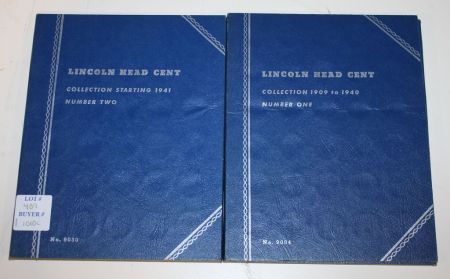 LINCOLN HEAD CENT
COLLECTION STARTING 1941
NUMBER TWO
LOT #
BUYER #
No. 9030
LINCOLN HEAD CENT
COLLECTION 1909 to 1940
NUMBER ONE
No. 9004